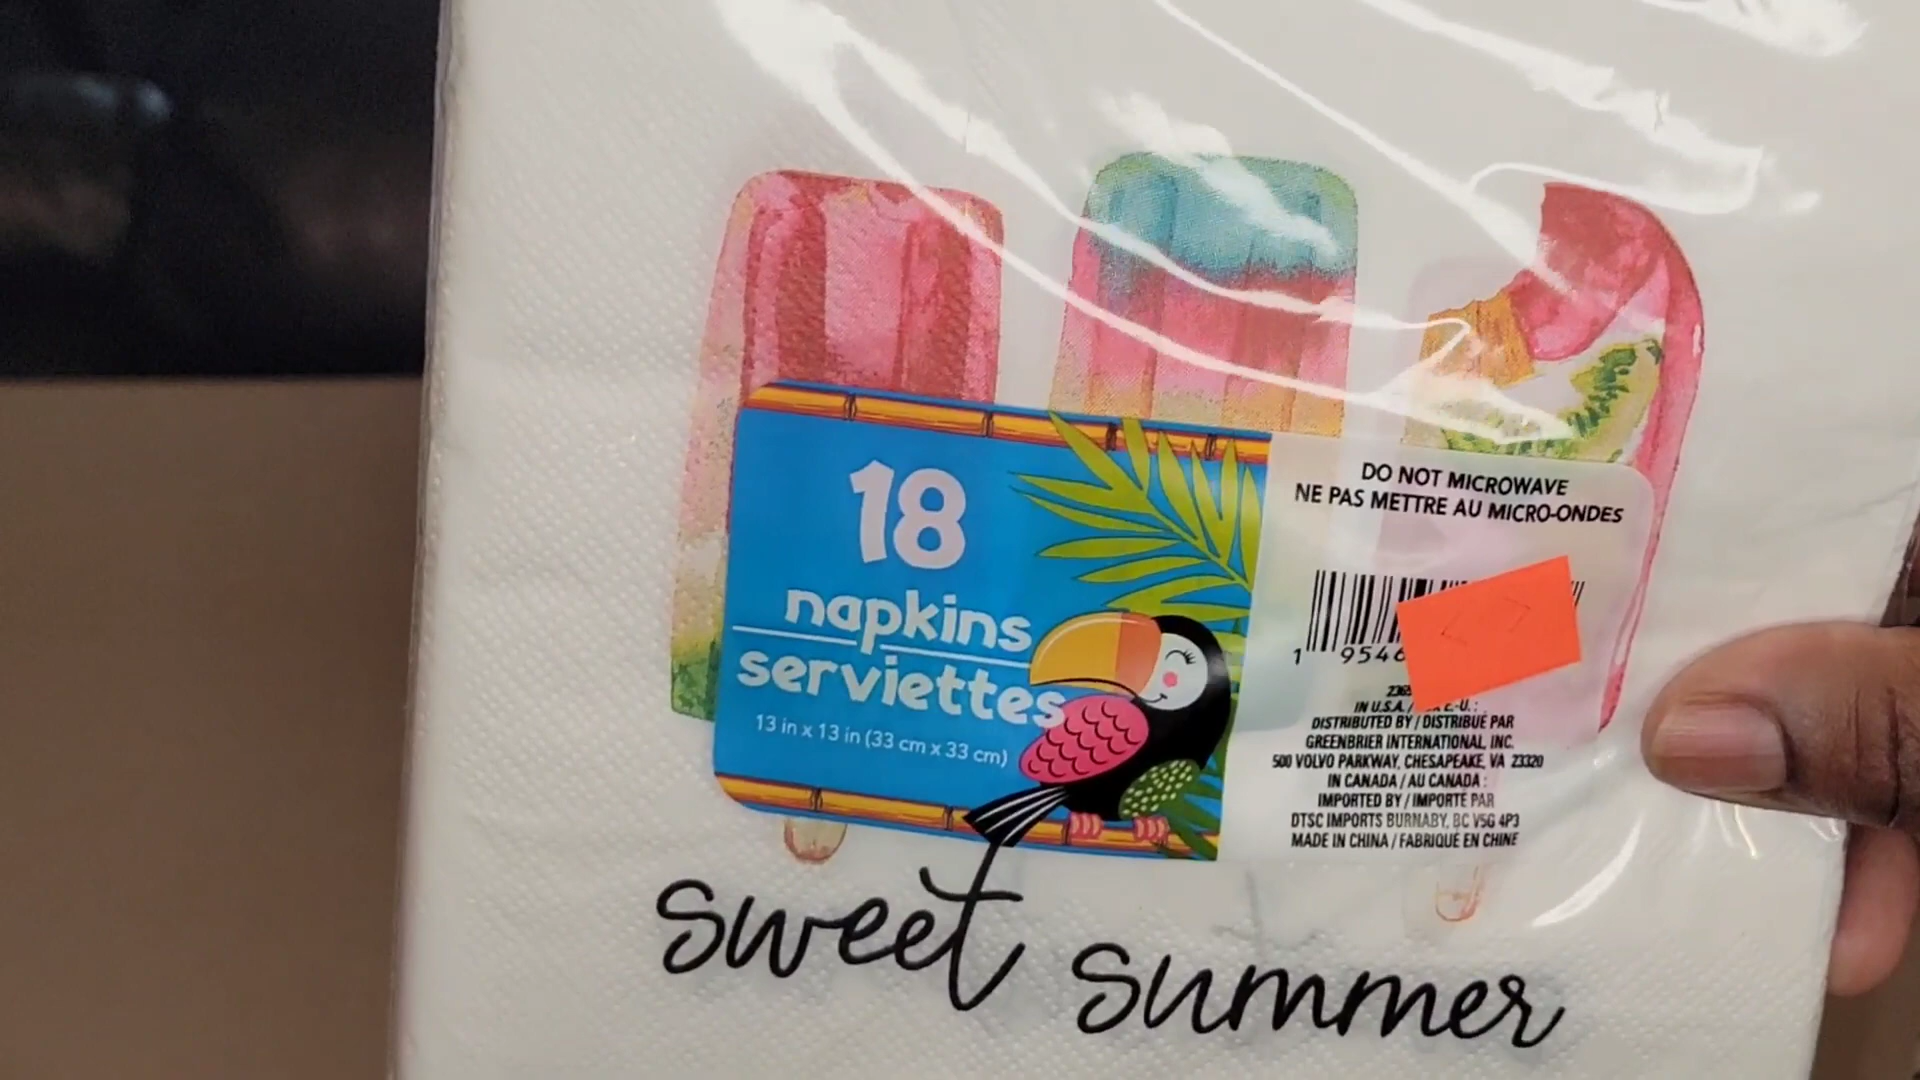 18
napkins
serviettes
13 in x 13 in (33 cm x 33 cm)
DO NOT MICROWAVE
NE PAS METTRE AU MICRO-ONDES
1 9546
IN U.S.A. /
DISTRIBUTED BY / DISTRIBUÉ PAR
GREENBRIER INTERNATIONAL, INC.
500 VOLVO PARKWAY, CHESAPEAKE, VA 23320
IN CANADA / AU CANADA :
IMPORTED BY / IMPORTÉ PAR
DTSC IMPORTS BURNABY, BC V5G 4P3
MADE IN CHINA / FABRIQUÉ EN CHINE
sweet summer